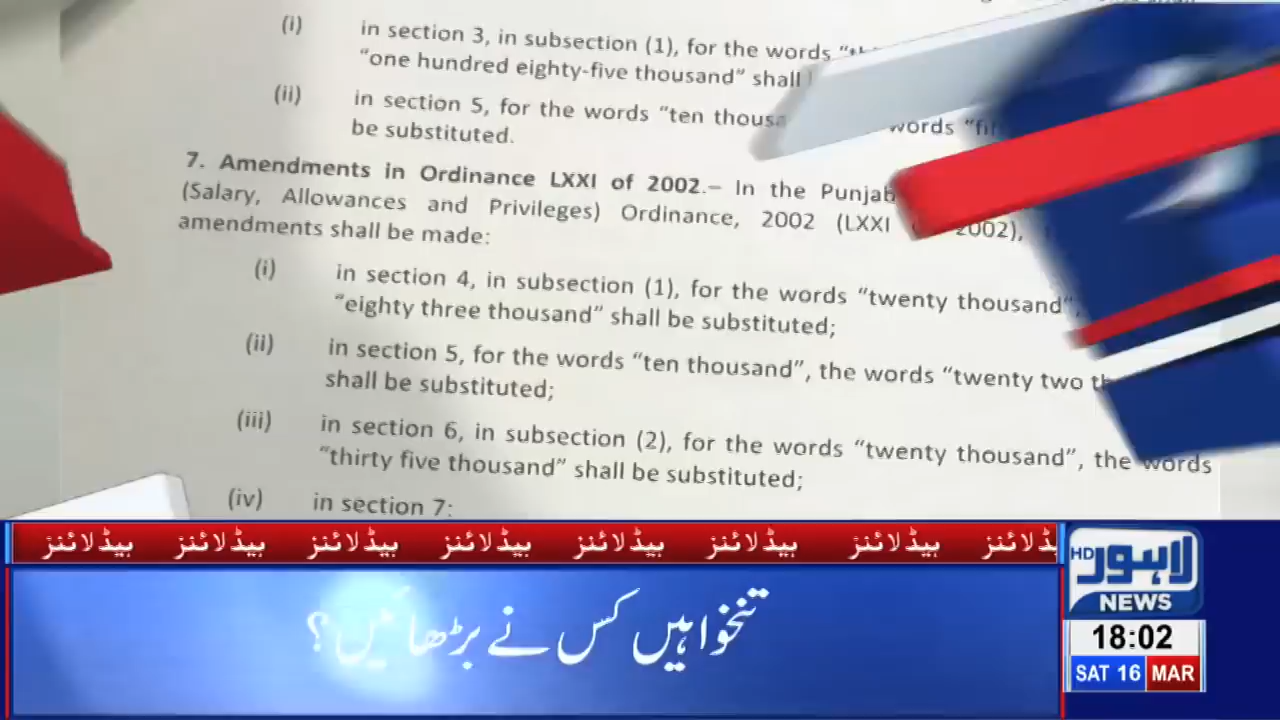 (i) in section 3, in subsection (1), for the words
"one hundred eighty-five thousand" shall
(ii) in section 5, for the words "ten words
be substituted.
7. Amendments in Ordinance LXXI of 2002.– In the Punjab
(Salary, Allowances and Privileges) Ordinance, 2002 (LXXI 2002),
amendments shall be made:
(i) in section 4, in subsection (1), for the words "twenty thousand",
"eighty three thousand" shall be substituted;
(ii) in section 5, for the words "ten thousand", the words "twenty two
shall be substituted;
(iii) in section 6, in subsection (2), for the words "twenty thousand", the words
"thirty five thousand" shall be substituted;
(iv) in section 7:
ہیڈلائنز ہیڈلائنز ہیڈلائنز ہیڈلائنز ہیڈلائنز ہیڈلائنز ہیڈلائنز
تنخواہیں کس نے بڑھائیں؟
لاہور HD
NEWS
18:02
SAT 16 MAR